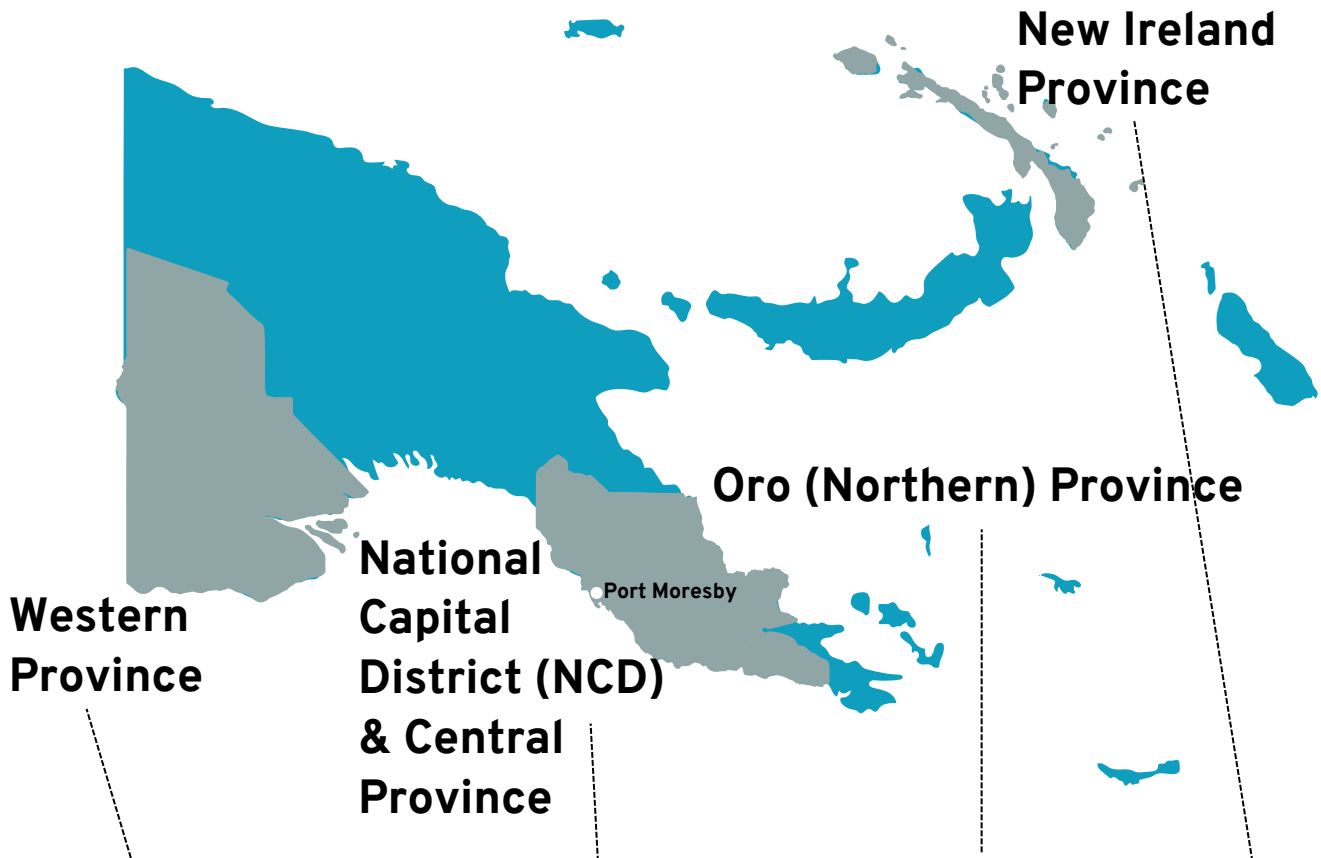 New Ireland
Province
Oro (Northern) Province
National
Capital
District (NCD)
& Central
Province
Port Moresby
Western
Province